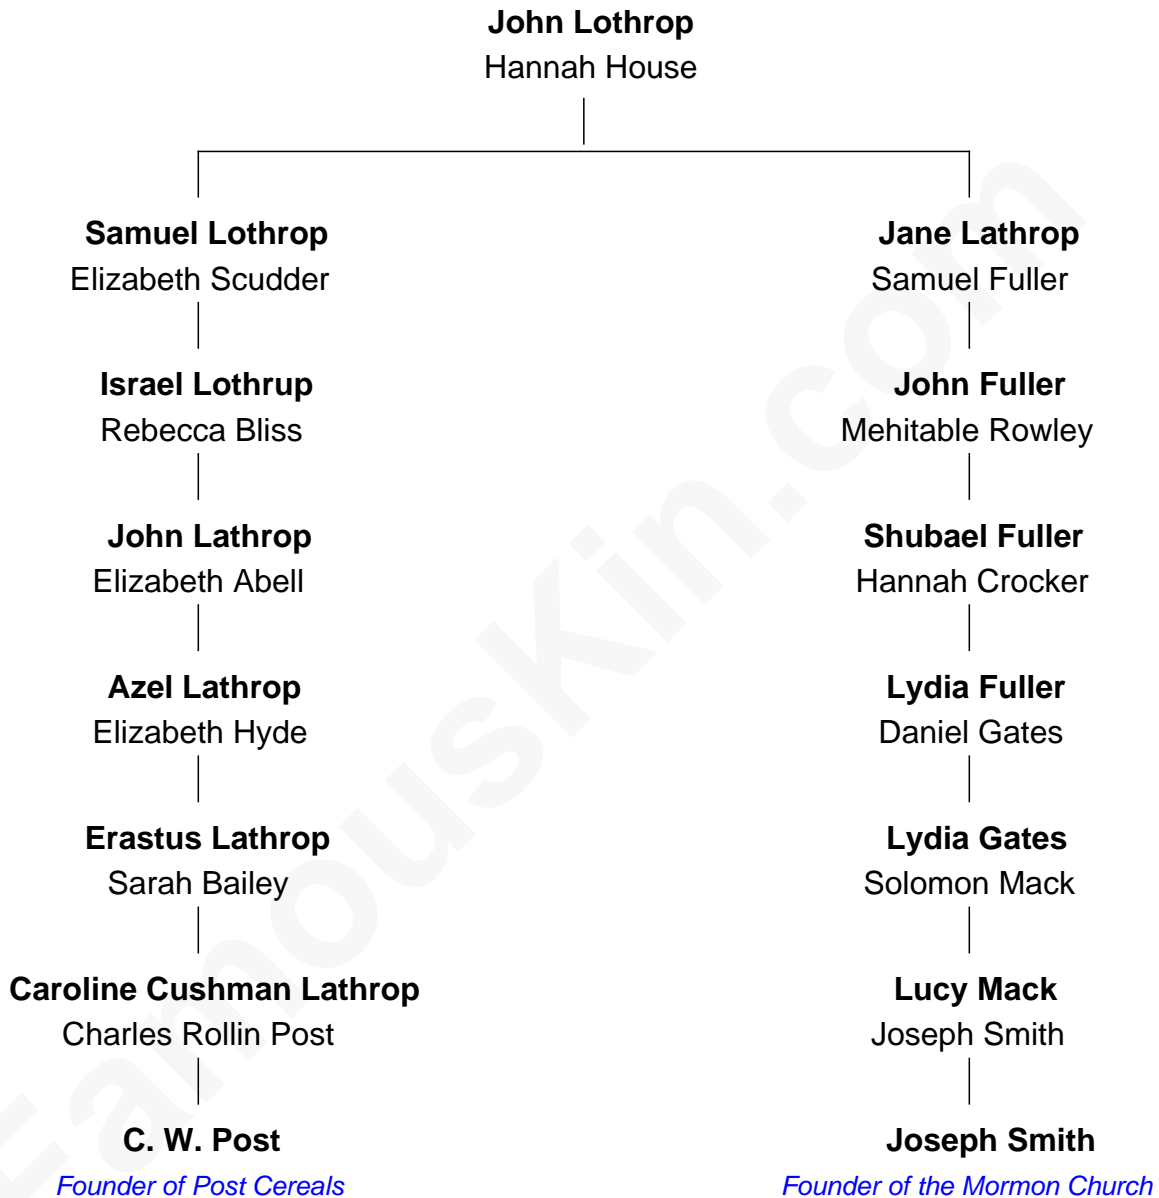 John Lothrop
Hannah House
Samuel Lothrop
Elizabeth Scudder
Jane Lathrop
Samuel Fuller
Israel Lothrup
Rebecca Bliss
John Fuller
Mehitable Rowley
John Lathrop
Elizabeth Abell
Shubael Fuller
Hannah Crocker
Azel Lathrop
Elizabeth Hyde
Lydia Fuller
Daniel Gates
Erastus Lathrop
Sarah Bailey
Lydia Gates
Solomon Mack
Caroline Cushman Lathrop
Charles Rollin Post
Lucy Mack
Joseph Smith
C. W. Post
Founder of Post Cereals
Joseph Smith
Founder of the Mormon Church
FamousKin.com